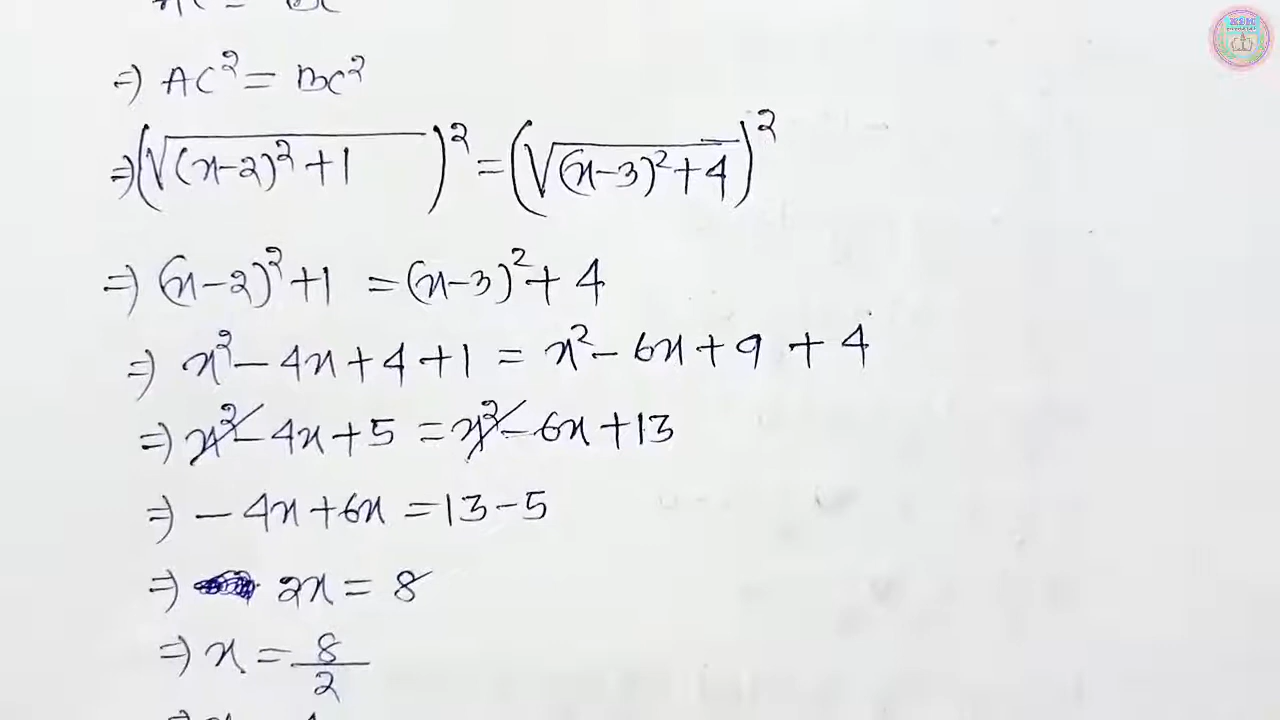 ⇒ AC² = BC²
⇒ (√((x-2)² + 1))² = (√((x-3)² + 4))²
⇒ (x-2)² + 1 = (x-3)² + 4
⇒ x² - 4x + 4 + 1 = x² - 6x + 9 + 4
⇒ x² - 4x + 5 = x² - 6x + 13
⇒ - 4x + 6x = 13 - 5
⇒ 2x = 8
⇒ x = 8/2